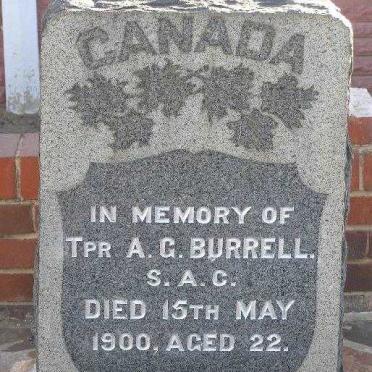 CANADA
IN MEMORY OF
TPR A. G. BURRELL.
S. A. C.
DIED 15TH MAY
1900, AGED 22.